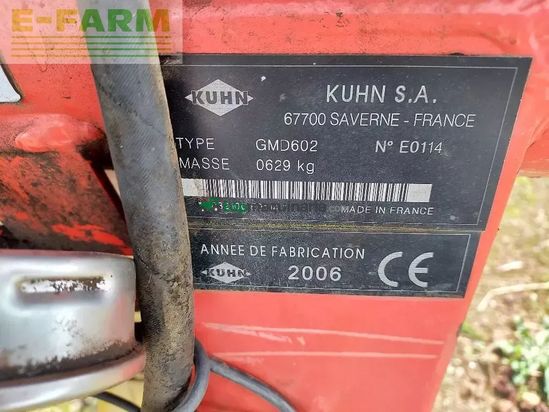 E-FARM
KUHN
KUHN S.A.
67700 SAVERNE - FRANCE
TYPE GMD602 N° E0114
MASSE 0629 kg
MADE IN FRANCE
ANNEE DE FABRICATION
KUHN 2006 CE